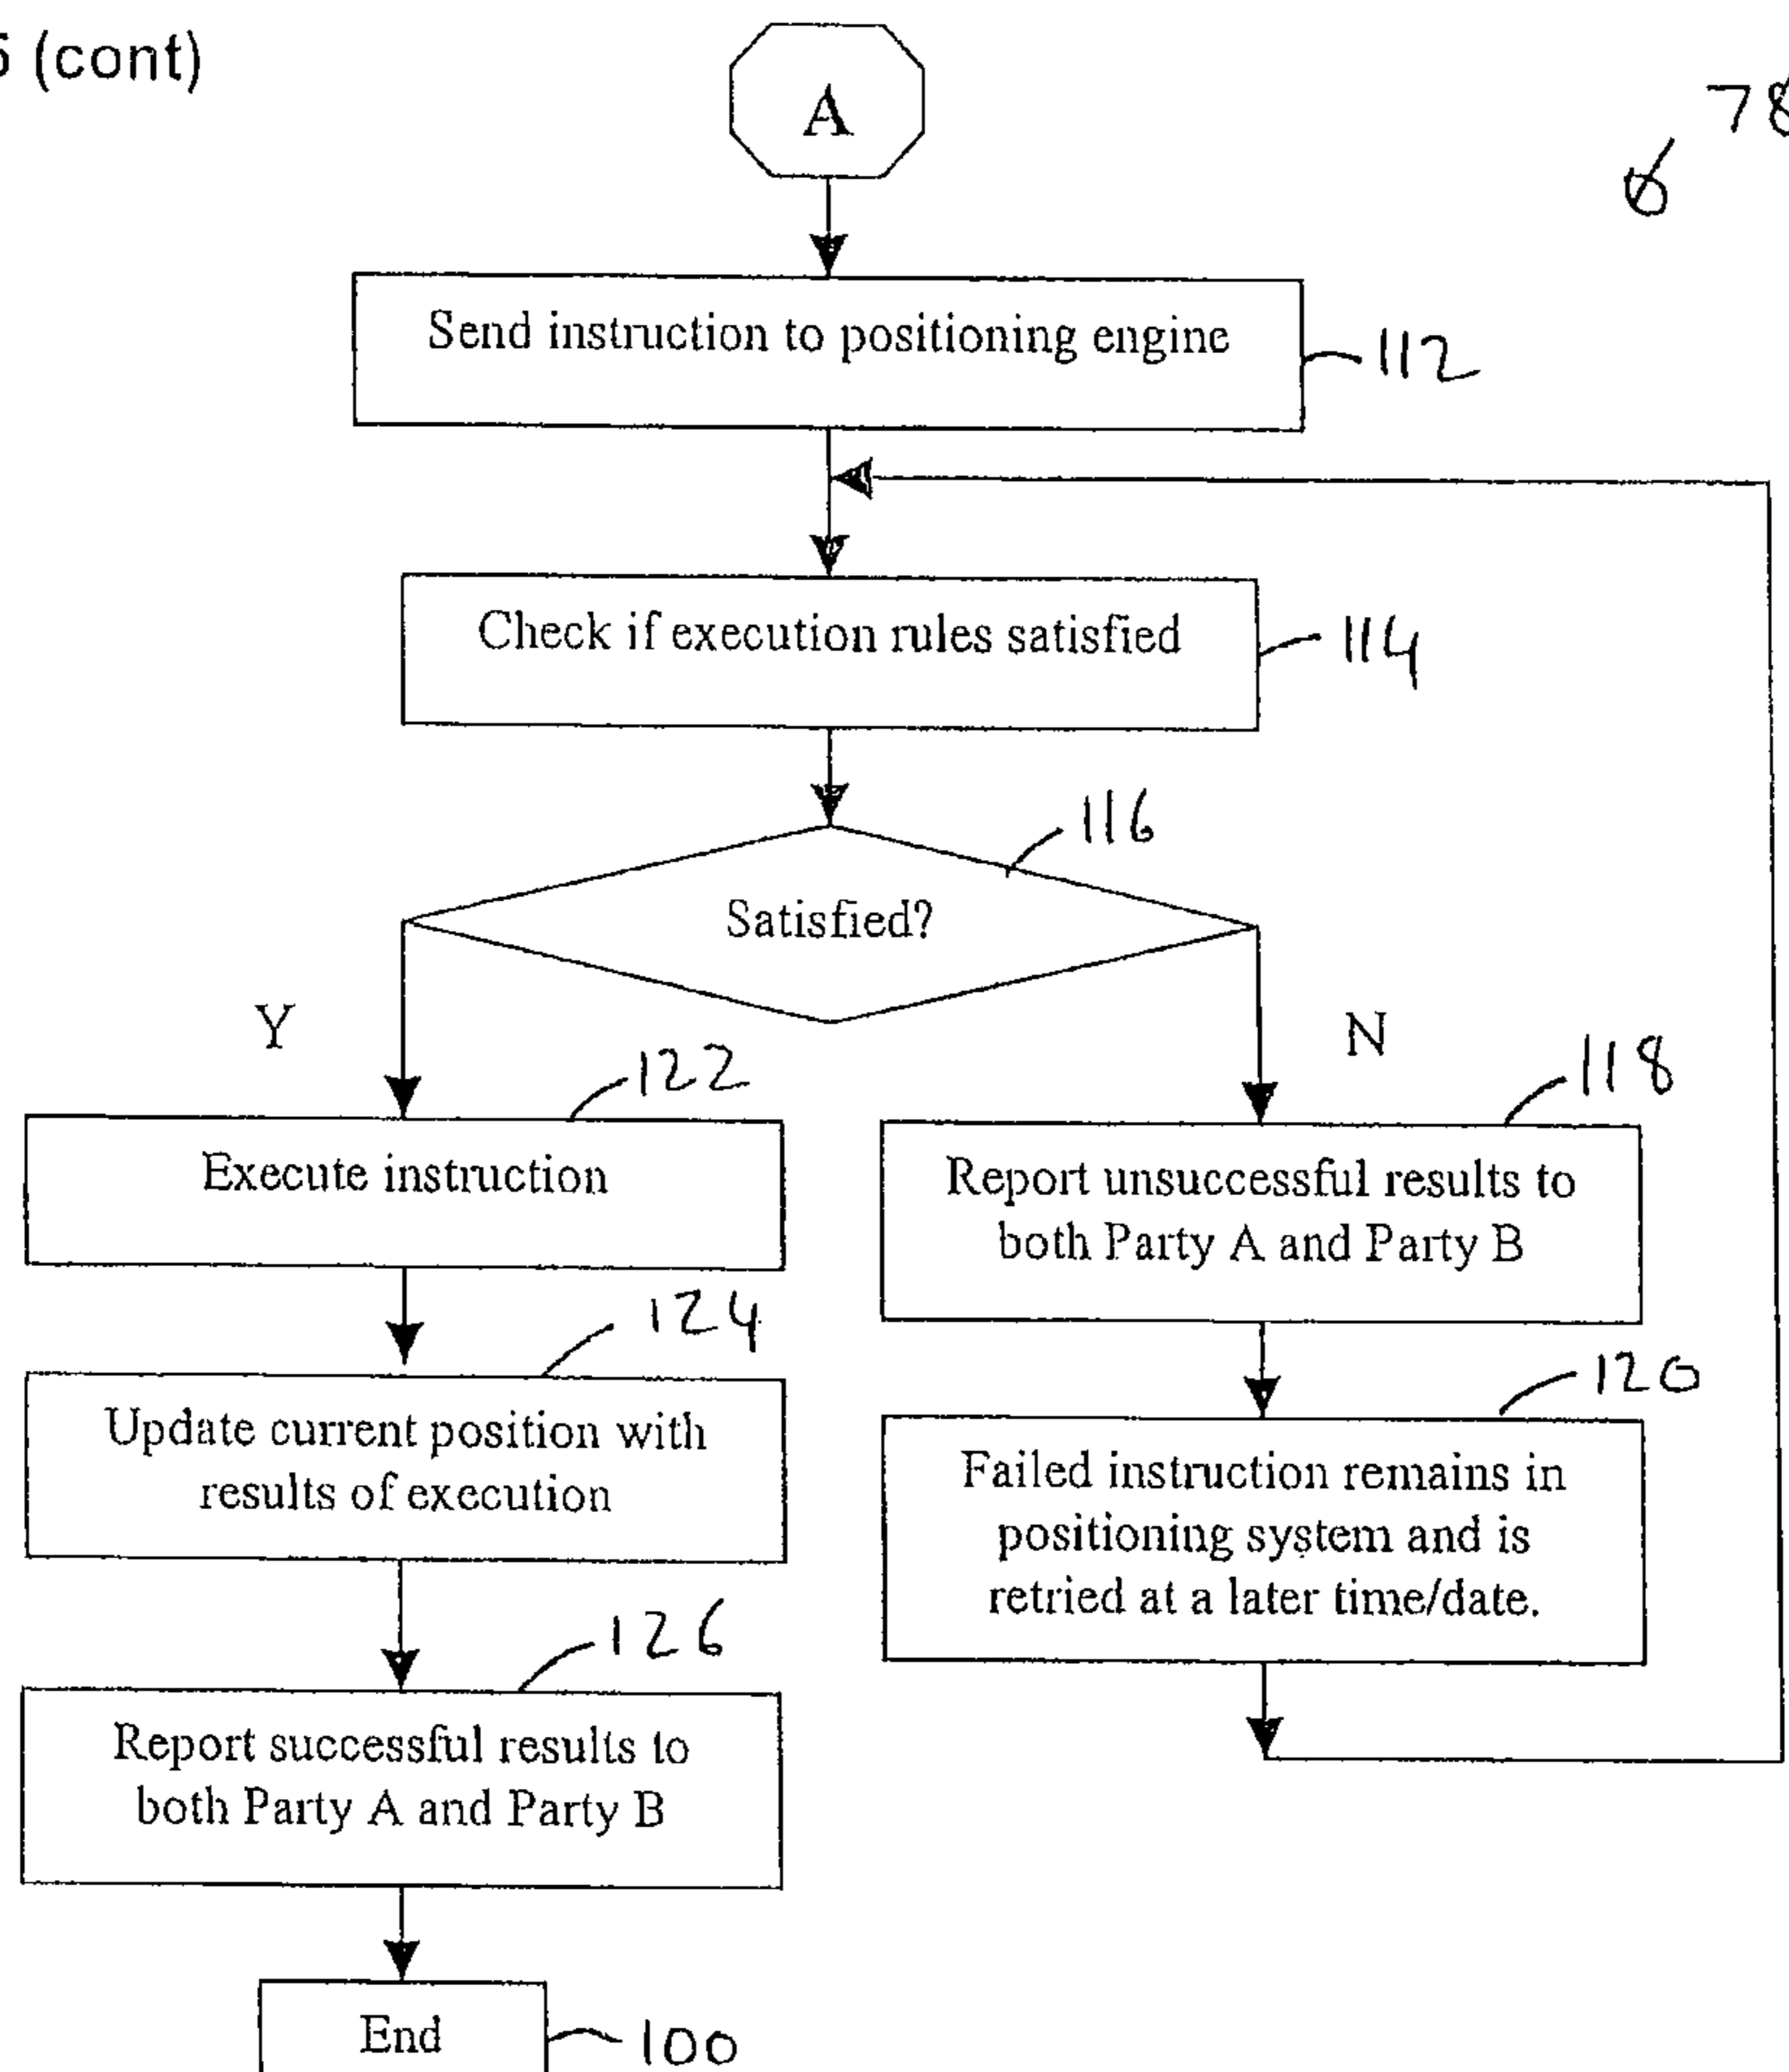 5 (cont)
A
78
Send instruction to positioning engine
112
Check if execution rules satisfied
114
116
Satisfied?
Y
N
122
118
Execute instruction
Report unsuccessful results to
both Party A and Party B
124
120
Update current position with
results of execution
Failed instruction remains in
positioning system and is
retried at a later time/date.
126
Report successful results to
both Party A and Party B
End
100